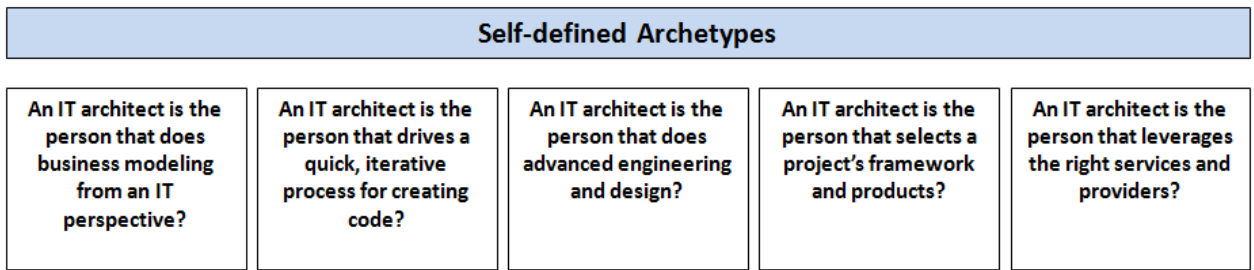 Self-defined Archetypes
An IT architect is the
person that does
business modeling
from an IT
perspective?
An IT architect is the
person that drives a
quick, iterative
process for creating
code?
An IT architect is the
person that does
advanced engineering
and design?
An IT architect is the
person that selects a
project’s framework
and products?
An IT architect is the
person that leverages
the right services and
providers?